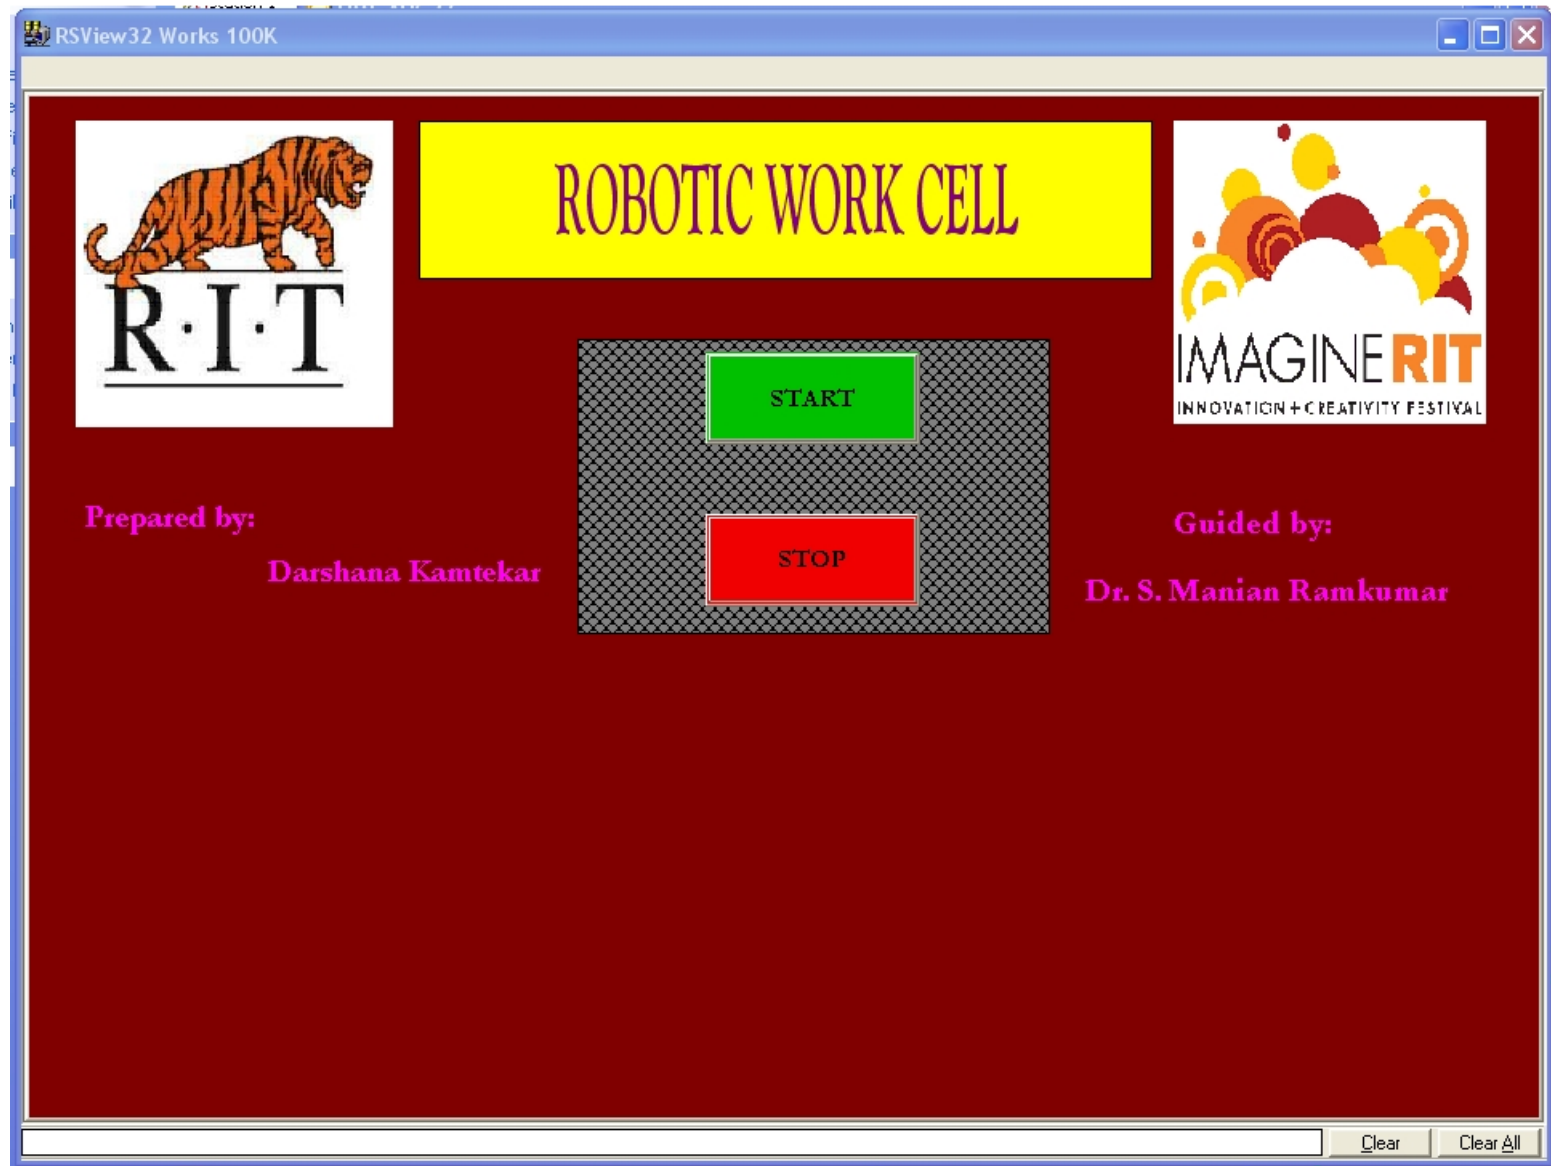 RSView32 Works 100K
ROBOTIC WORK CELL
R·I·T
IMAGINE RIT
INNOVATION + CREATIVITY FESTIVAL
START
STOP
Prepared by:
Darshana Kamtekar
Guided by:
Dr. S. Manian Ramkumar
Clear
Clear All